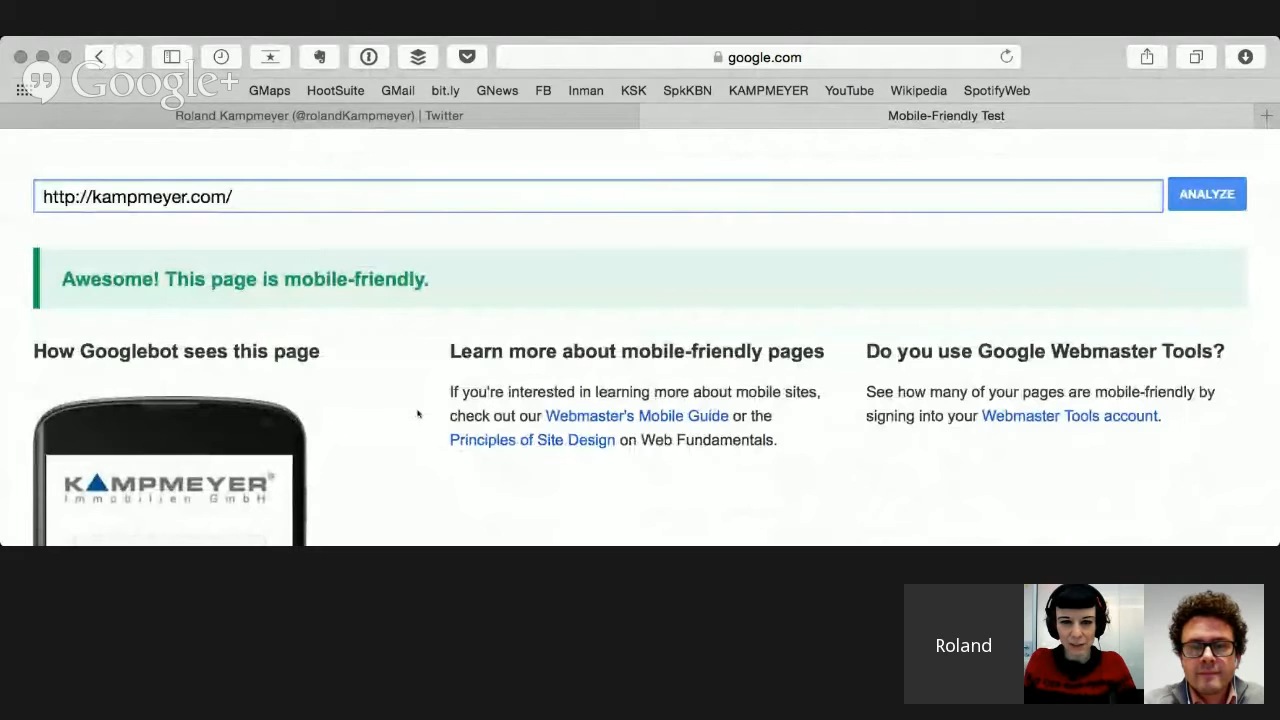 google.com
Google+
GMaps HootSuite GMail bit.ly GNews FB Inman KSK SpkKBN KAMPMEYER YouTube Wikipedia SpotifyWeb
Roland Kampmeyer (@rolandKampmeyer) | Twitter
Mobile-Friendly Test
http://kampmeyer.com/
ANALYZE
Awesome! This page is mobile-friendly.
How Googlebot sees this page
KAMPMEYER®
Immobilien GmbH
Learn more about mobile-friendly pages
If you're interested in learning more about mobile sites,
check out our Webmaster's Mobile Guide or the
Principles of Site Design on Web Fundamentals.
Do you use Google Webmaster Tools?
See how many of your pages are mobile-friendly by
signing into your Webmaster Tools account.
Roland